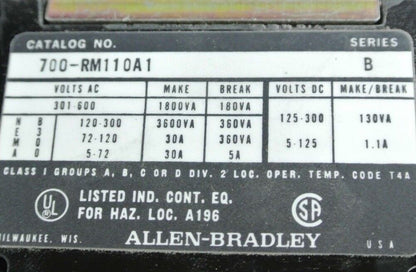 CATALOG NO. SERIES
700-RM110A1 B
VOLTS AC MAKE BREAK VOLTS DC MAKE/BREAK
301-600 1800VA 180VA
120-300 3600VA 360VA 125-300 130VA
72-120 30A 360VA 5-125 1.1A
5-72 30A 5A
NEMA B300
CLASS I GROUPS A, B, C OR D DIV. 2 LOC. OPER. TEMP. CODE T4A
UL LISTED IND. CONT. EQ.
FOR HAZ. LOC. A196 SA
MILWAUKEE, WIS. ALLEN-BRADLEY USA